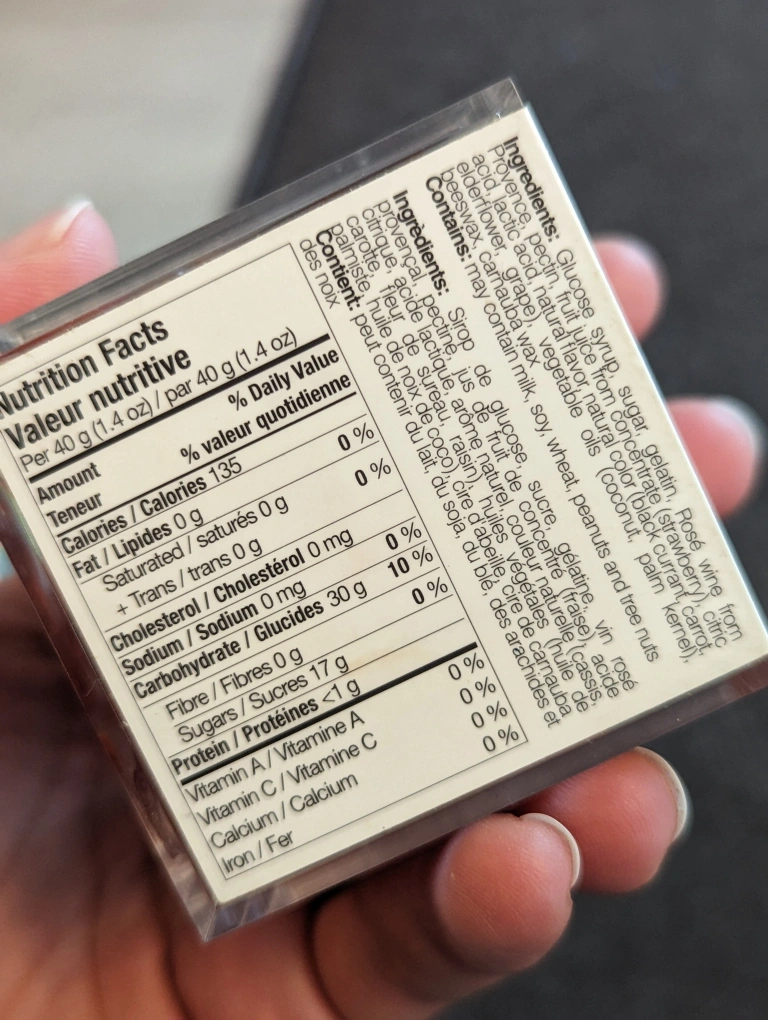 Nutrition Facts
Valeur nutritive
Per 40 g (1.4 oz) / par 40 g (1.4 oz)
Amount % Daily Value
Teneur % valeur quotidienne
Calories / Calories 135
Fat / Lipides 0 g 0 %
Saturated / saturés 0 g 0 %
+ Trans / trans 0 g
Cholesterol / Cholestérol 0 mg
Sodium / Sodium 0 mg 0 %
Carbohydrate / Glucides 30 g 10 %
Fibre / Fibres 0 g 0 %
Sugars / Sucres 17 g
Protein / Protéines <1 g
Vitamin A / Vitamine A 0 %
Vitamin C / Vitamine C 0 %
Calcium / Calcium 0 %
Iron / Fer 0 %
Ingredients: Glucose syrup, sugar, gelatin, Rosé wine from
Provence, pectin, fruit juice from concentrate (strawberry), citric
acid, lactic acid, natural flavor, natural color (black currant, carrot,
elderflower, grape), vegetable oils (coconut, palm kernel),
beeswax, carnauba wax.
Contains: may contain milk, soy, wheat, peanuts and tree nuts
Ingrédients: Sirop de glucose, sucre, gélatine, vin rosé
provençal, pectine, jus de fruit de concentré (fraise), acide
citrique, acide lactique, arôme naturel, couleur naturelle (cassis,
carotte, fleur de sureau, raisin), huiles végétales (huile de
palmiste, huile de noix de coco), cire d'abeille, cire de carnauba
Contient: peut contenir du lait, du soja, du blé, des arachides et
des noix